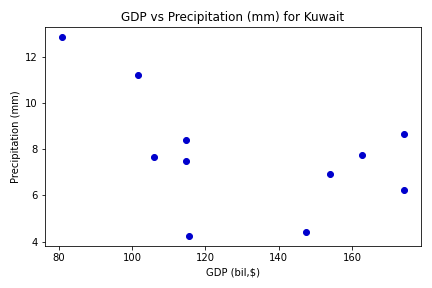 GDP vs Precipitation (mm) for Kuwait
12
10
8
6
4
Precipitation (mm)
80 100 120 140 160
GDP (bil,$)